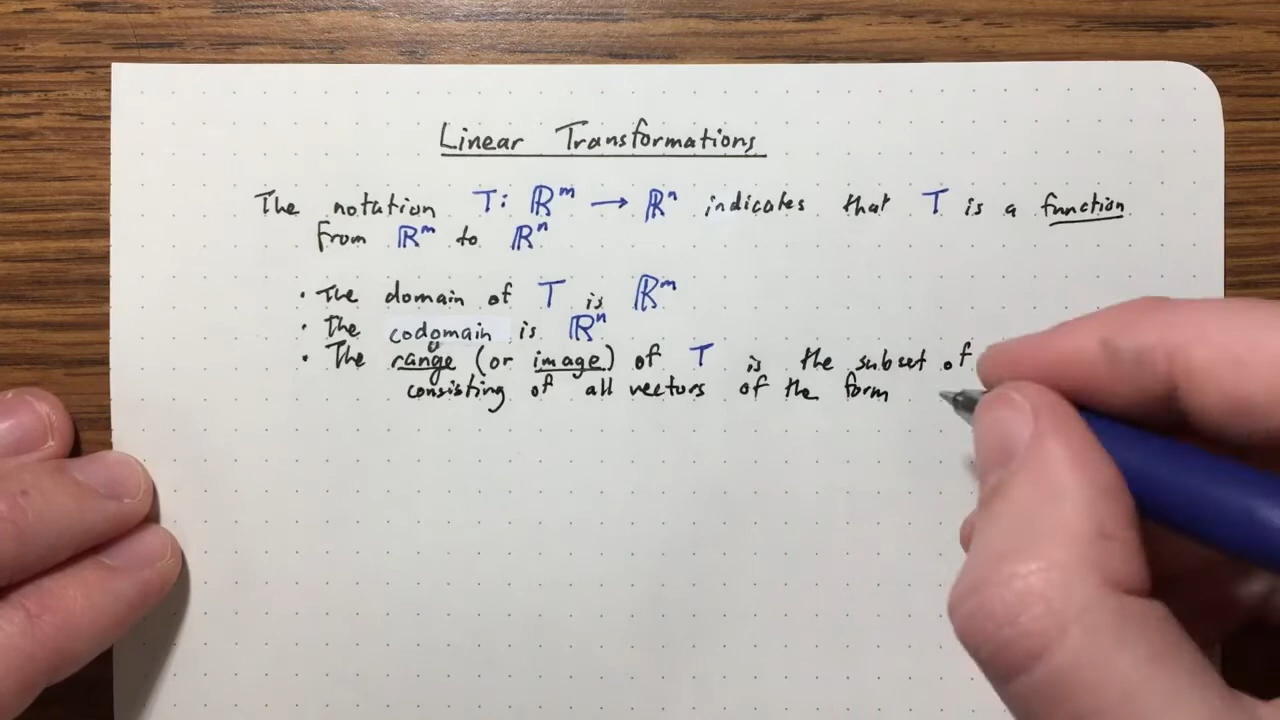 Linear Transformations
The notation T: ℝᵐ → ℝⁿ indicates that T is a function
from ℝᵐ to ℝⁿ
· The domain of T is ℝᵐ
· The codomain is ℝⁿ
· The range (or image) of T is the subset of
consisting of all vectors of the form